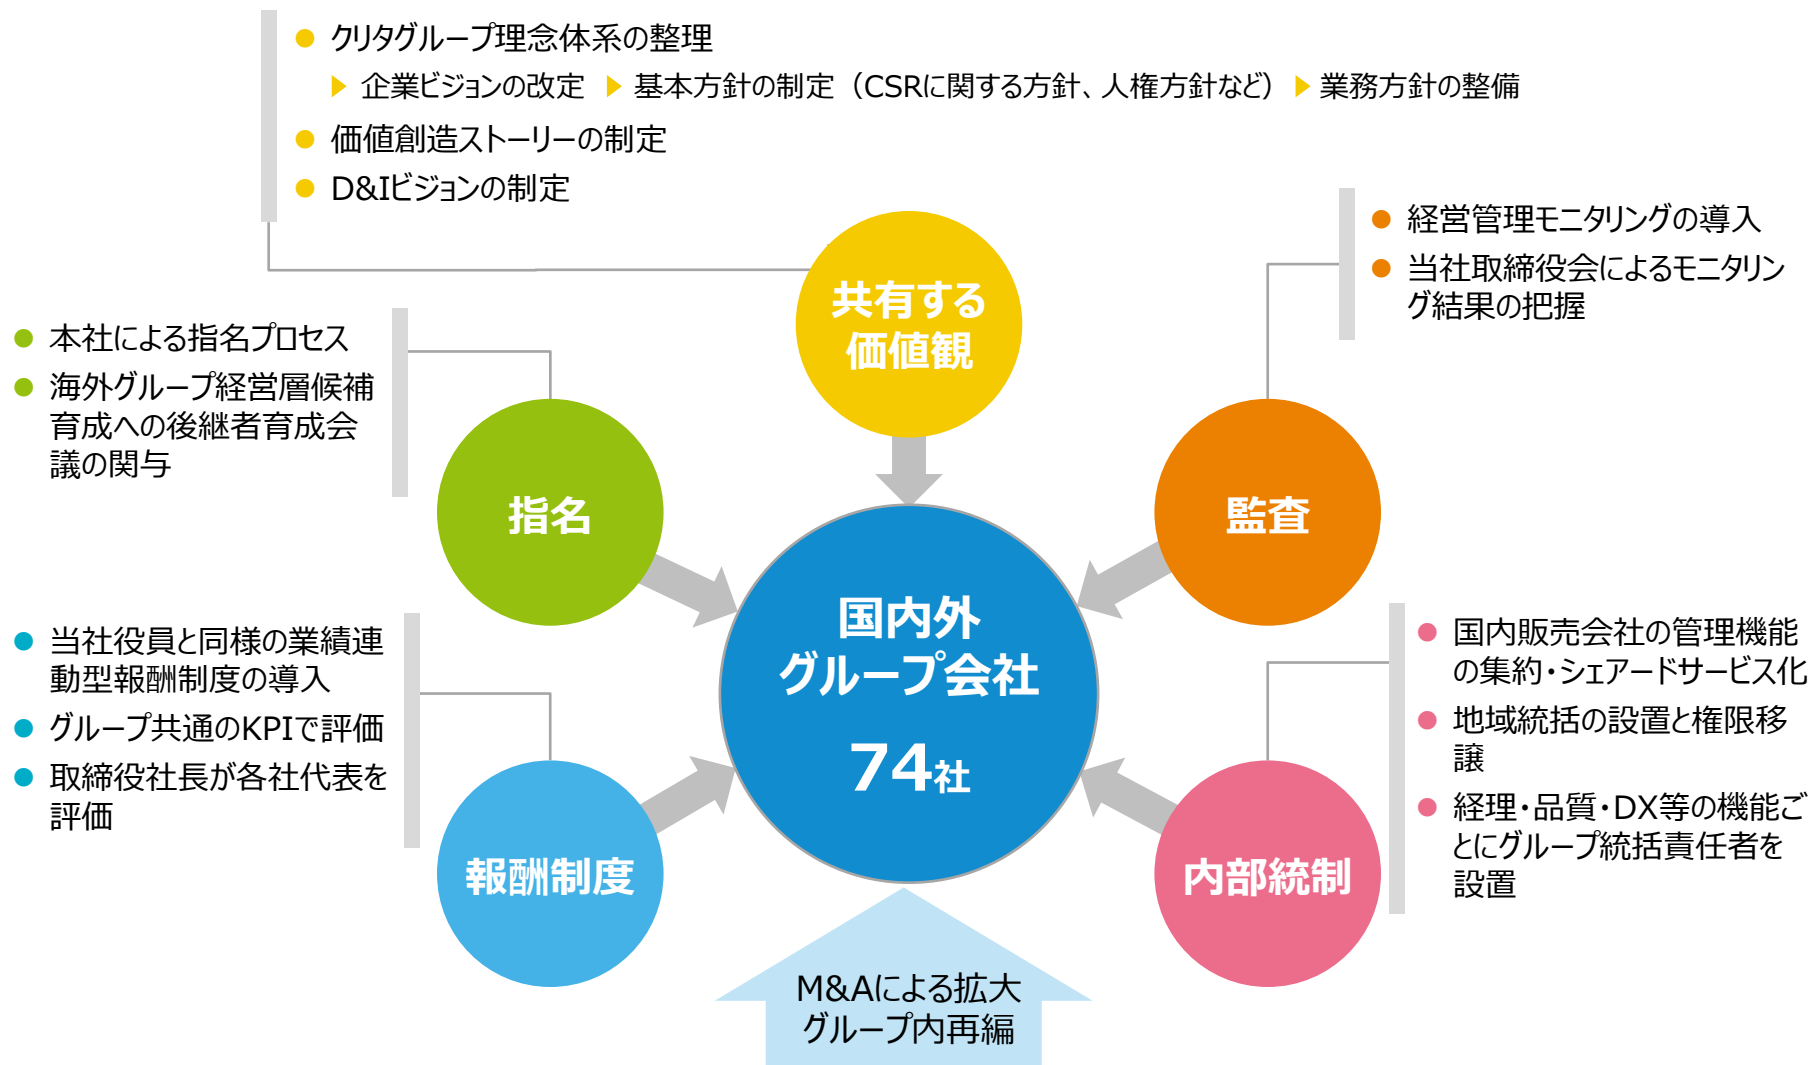 クリタグループ理念体系の整理
企業ビジョンの改定 基本方針の制定（CSRに関する方針、人権方針など） 業務方針の整備
価値創造ストーリーの制定
D&Iビジョンの制定
共有する
価値観
経営管理モニタリングの導入
当社取締役会によるモニタリン
グ結果の把握
監査
本社による指名プロセス
海外グループ経営層候補
育成への後継者育成会
議の関与
指名
国内外
グループ会社
74社
当社役員と同様の業績連
動型報酬制度の導入
グループ共通のKPIで評価
取締役社長が各社代表を
評価
報酬制度
国内販売会社の管理機能
の集約・シェアードサービス化
地域統括の設置と権限移
譲
経理・品質・DX等の機能ご
とにグループ統括責任者を
設置
内部統制
M&Aによる拡大
グループ内再編